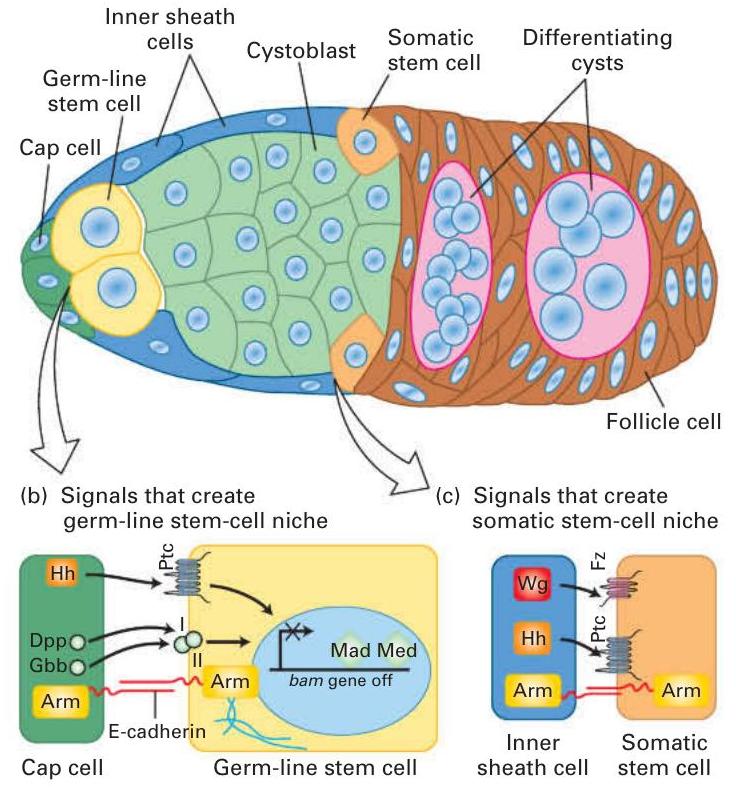 Inner sheath
cells
Cystoblast
Somatic
stem cell
Differentiating
cysts
Germ-line
stem cell
Cap cell
Follicle cell
(b) Signals that create
germ-line stem-cell niche
(c) Signals that create
somatic stem-cell niche
Hh
Ptc
Dpp
Gbb
I
II
Arm
Arm
E-cadherin
Mad Med
bam gene off
Cap cell
Germ-line stem cell
Wg
Fz
Hh
Ptc
Arm
Arm
Inner
sheath cell
Somatic
stem cell